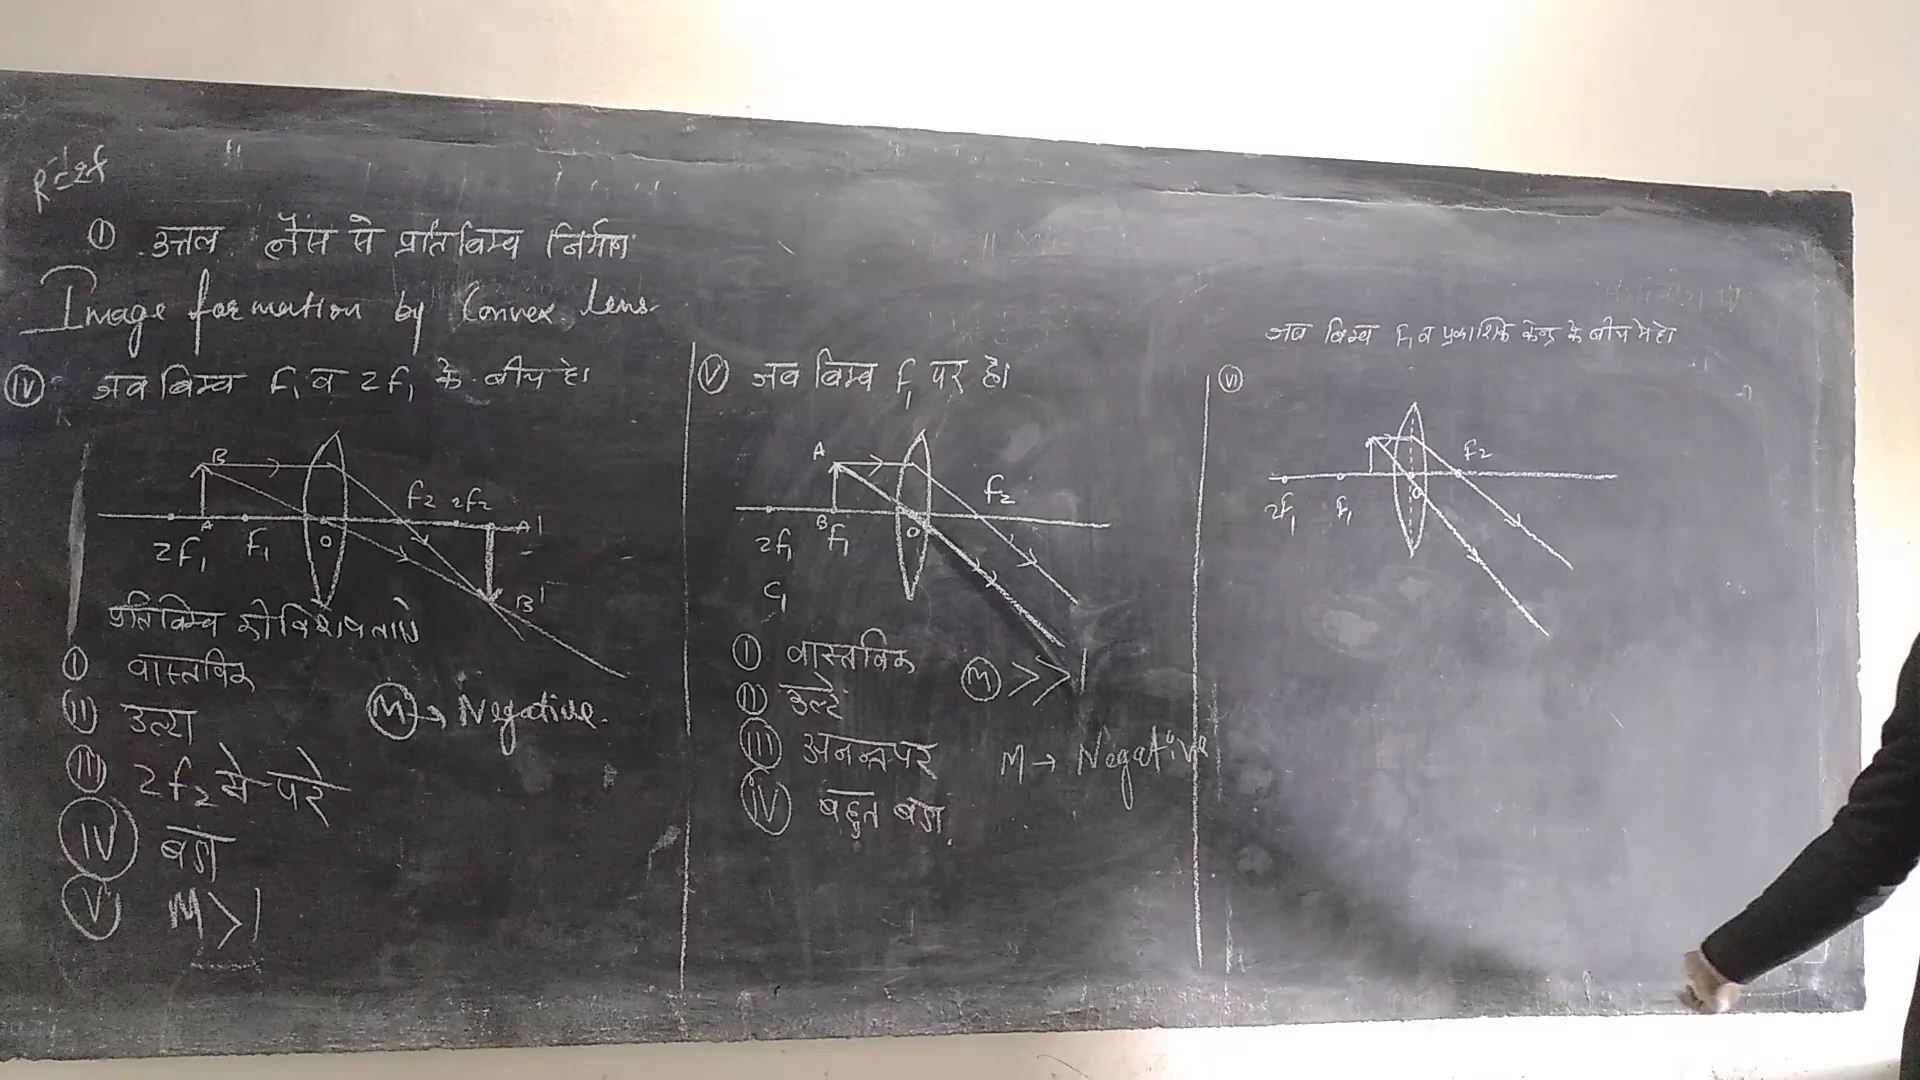 R = 2f
① उत्तल लैंस से प्रतिबिम्ब निर्माण
Image formation by Convex Lens
ⅳ जब बिम्ब F₁ व 2F₁ के बीच हो
B
A
2F₁
F₁
O
F₂
2F₂
A'
B'
प्रतिबिम्ब की विशेषताऐ
① वास्तविक
② उल्टा
ⅲ 2F₂ से परे
ⅳ बड़ा
ⅴ M>1
M → Negative.
ⅴ जब बिम्ब F₁ पर हो
A
B
2F₁
F₁
C₁
O
F₂
① वास्तविक
ⅱ उल्टे
ⅲ अनन्त पर
ⅳ बहुत बड़ा.
M >>1
M → Negative
जब बिम्ब F₁ व प्रकाशिक केन्द्र के बीच मे हो
ⅵ
2F₁
F₁
O
F₂